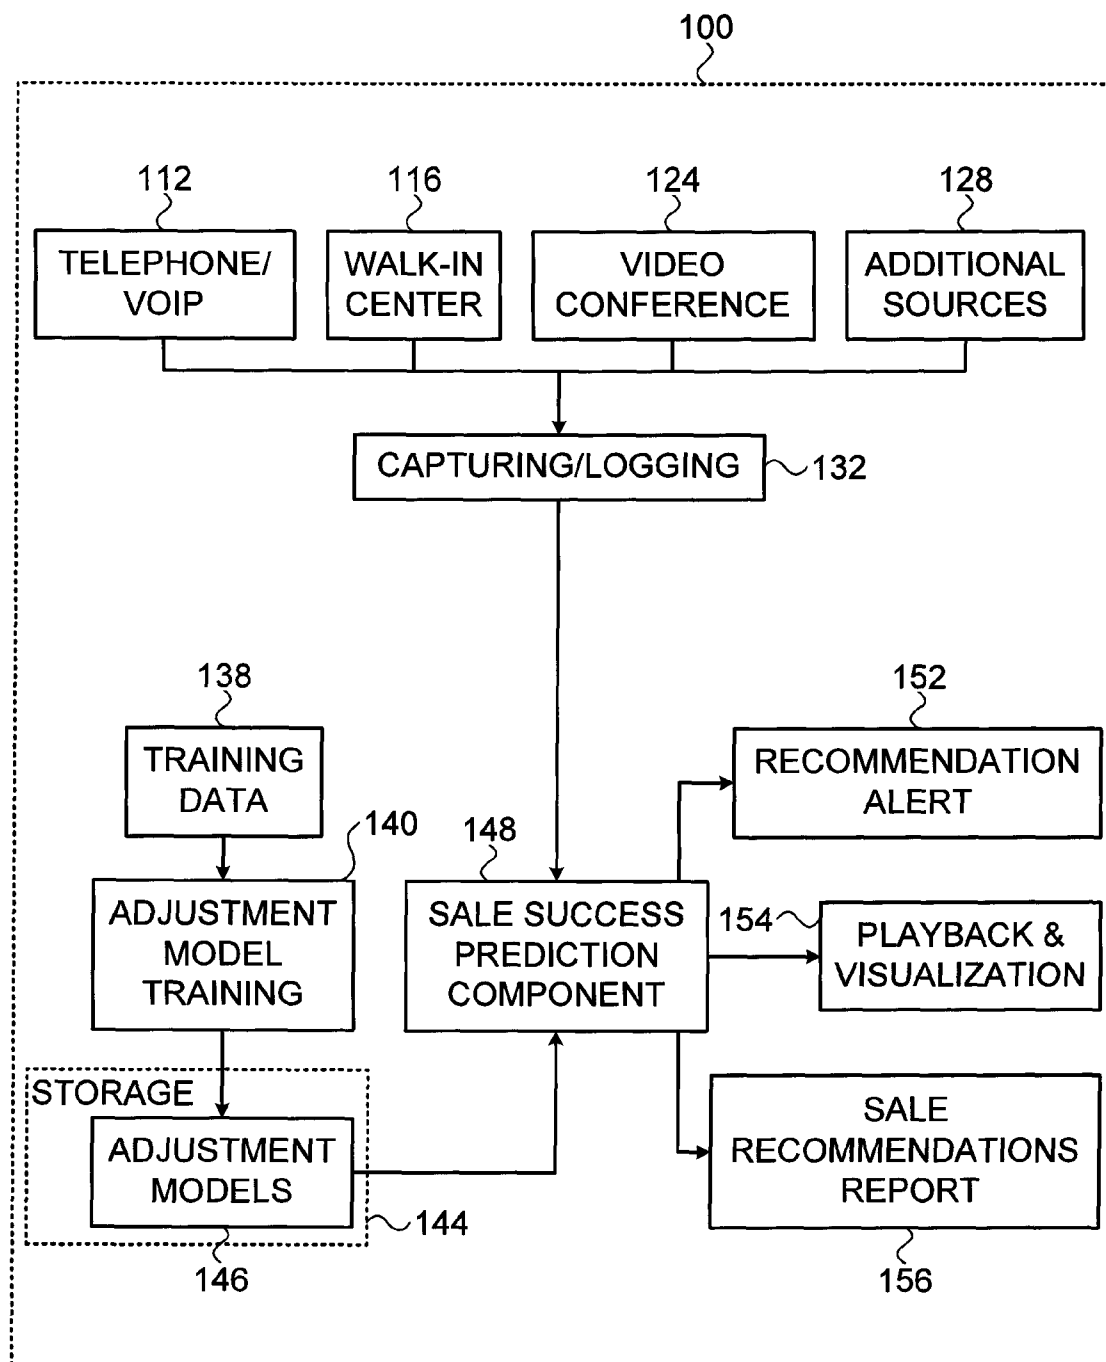 100
112
116
124
128
TELEPHONE/
VOIP
WALK-IN
CENTER
VIDEO
CONFERENCE
ADDITIONAL
SOURCES
CAPTURING/LOGGING
132
138
TRAINING
DATA
140
ADJUSTMENT
MODEL
TRAINING
STORAGE
ADJUSTMENT
MODELS
144
146
148
SALE SUCCESS
PREDICTION
COMPONENT
152
RECOMMENDATION
ALERT
154
PLAYBACK &
VISUALIZATION
SALE
RECOMMENDATIONS
REPORT
156